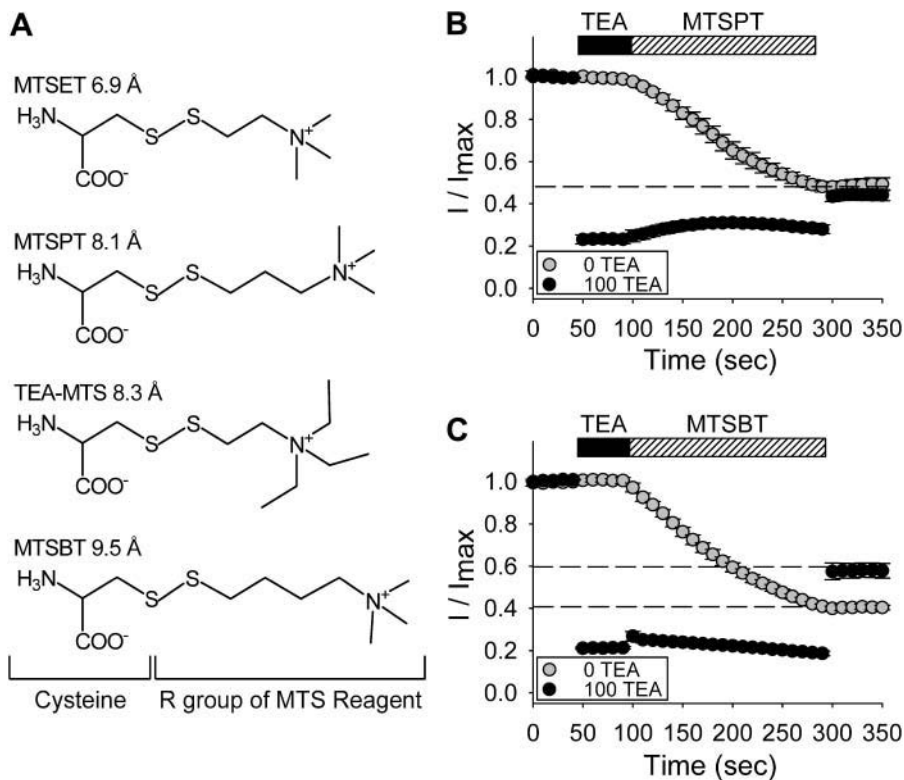 A
MTSET 6.9 Å
H₃N
S
S
N⁺
COO⁻
MTSPT 8.1 Å
H₃N
S
S
N⁺
COO⁻
TEA-MTS 8.3 Å
H₃N
S
S
N⁺
COO⁻
MTSBT 9.5 Å
H₃N
S
S
N⁺
COO⁻
Cysteine
R group of MTS Reagent
B
TEA
MTSPT
I / Imax
1.0
0.8
0.6
0.4
0.2
0.0
0 TEA
100 TEA
0 50 100 150 200 250 300 350
Time (sec)
C
TEA
MTSBT
I / Imax
1.0
0.8
0.6
0.4
0.2
0.0
0 TEA
100 TEA
0 50 100 150 200 250 300 350
Time (sec)